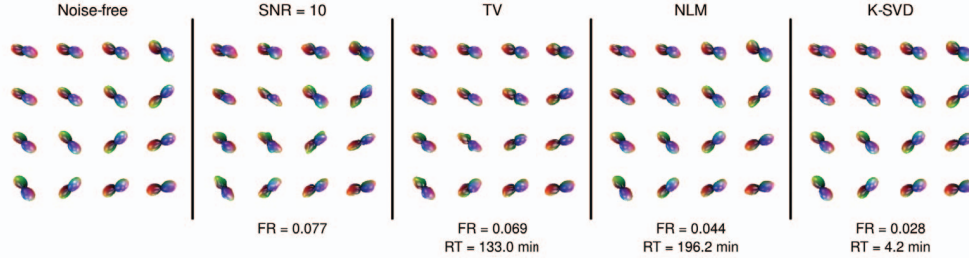 Noise-free
SNR = 10
TV
NLM
K-SVD
FR = 0.077
FR = 0.069
RT = 133.0 min
FR = 0.044
RT = 196.2 min
FR = 0.028
RT = 4.2 min